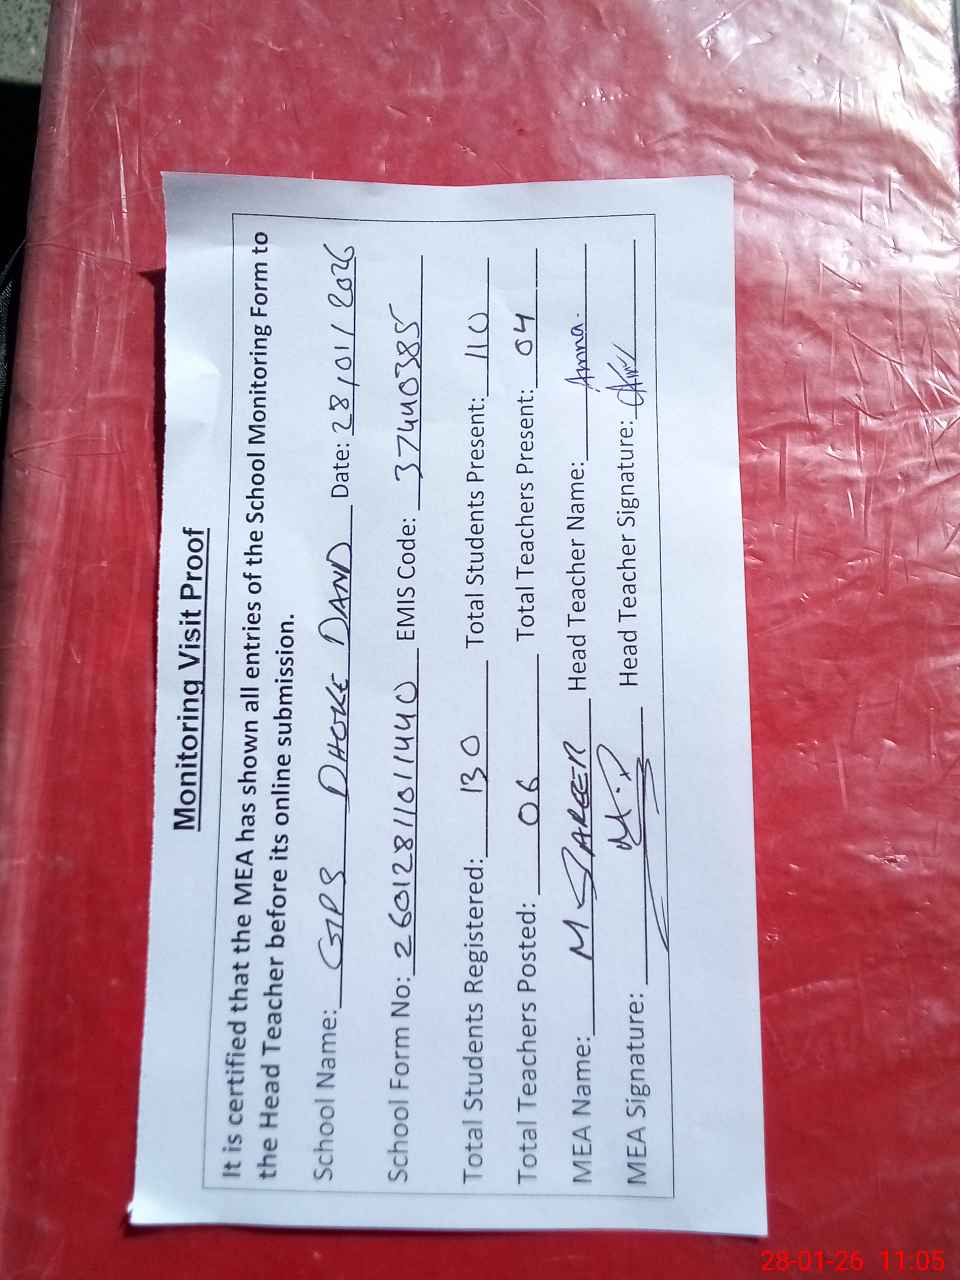 Monitoring Visit Proof
It is certified that the MEA has shown all entries of the School Monitoring Form to
the Head Teacher before its online submission.
School Name: GPS DHOKE DAND Date: 28/01/2026
School Form No: 2601281101440 EMIS Code: 37440385
Total Students Registered: 130 Total Students Present: 110
Total Teachers Posted: 06 Total Teachers Present: 04
MEA Name: M SAREER Head Teacher Name: Amna.
MEA Signature: Head Teacher Signature:
28-01-26 11:05